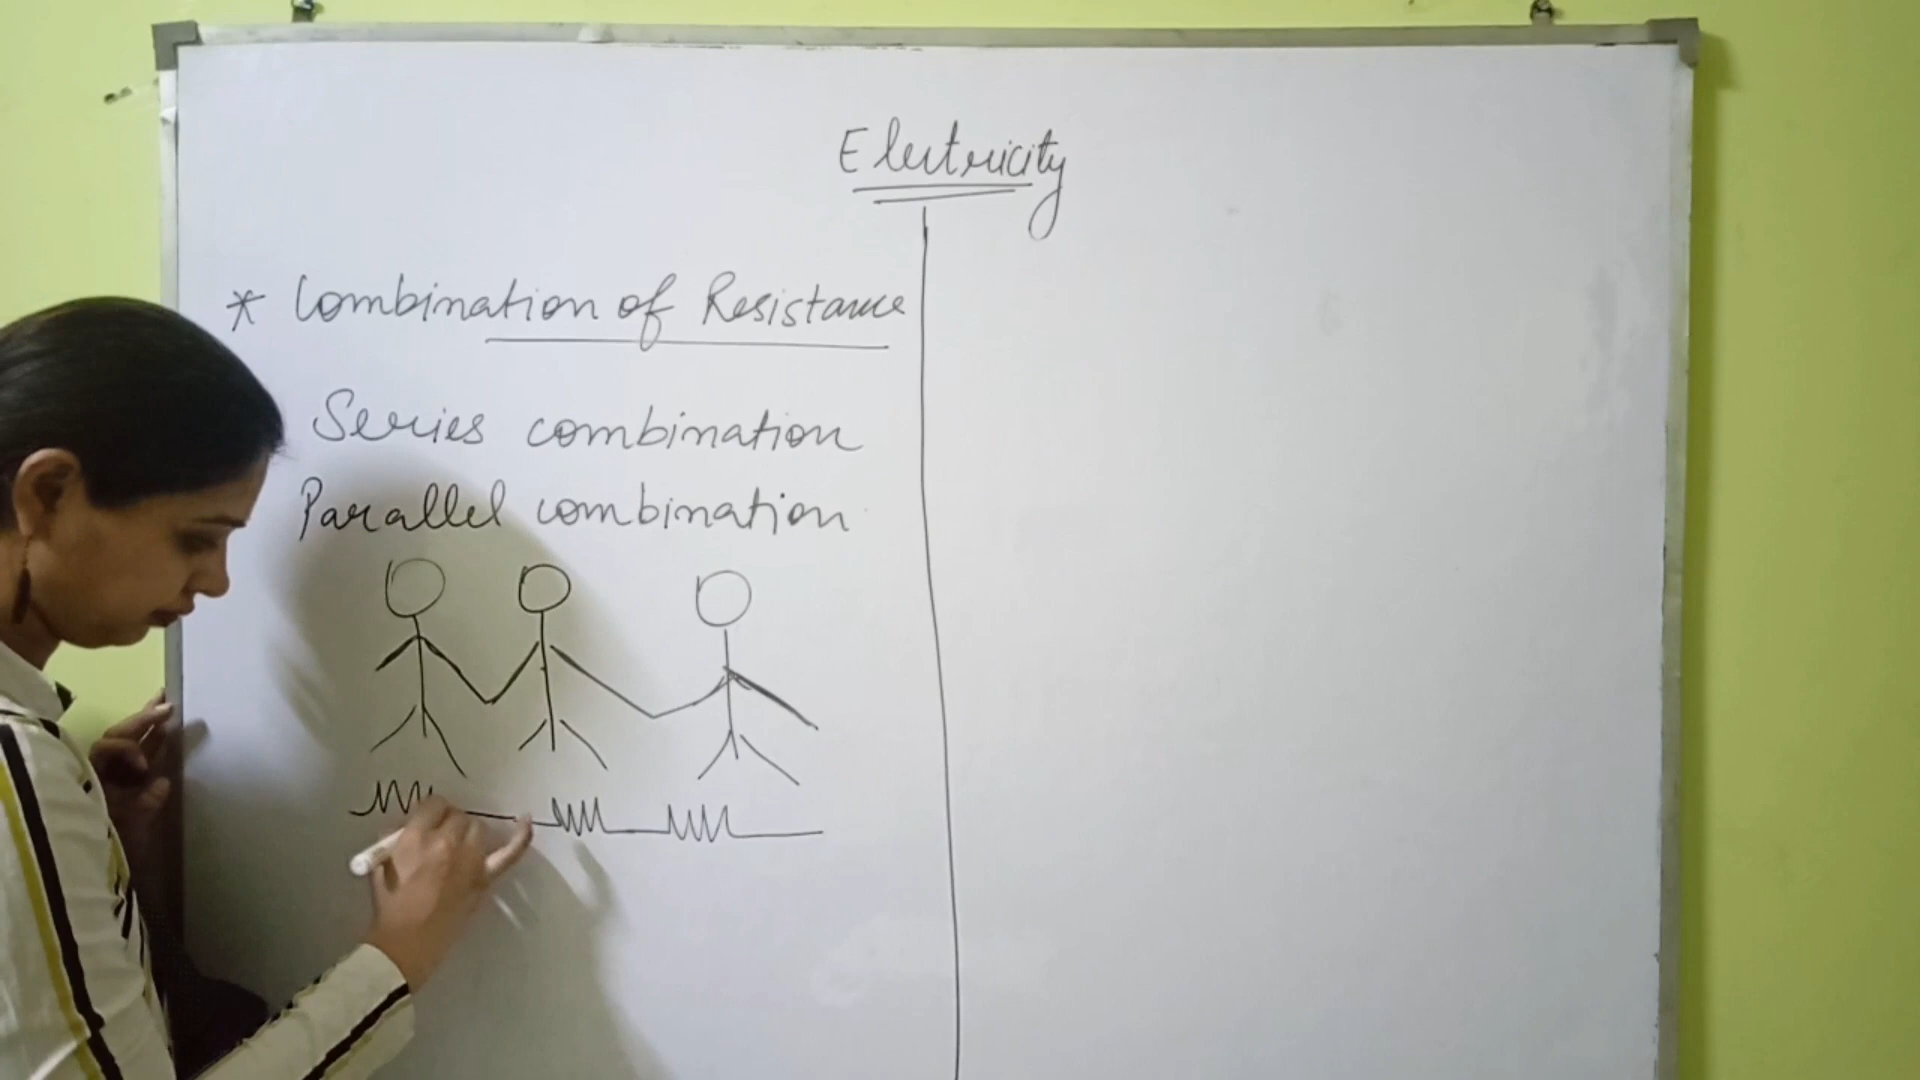 Electricity
* Combination of Resistance
Series combination
Parallel combination